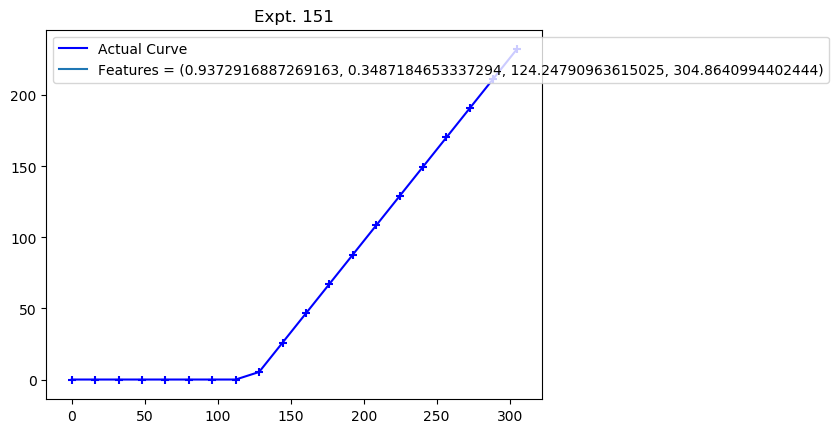 Expt. 151
Actual Curve
Features = (0.9372916887269163, 0.3487184653337294, 124.24790963615025, 304.8640994402444)
200
150
100
50
0
0 50 100 150 200 250 300